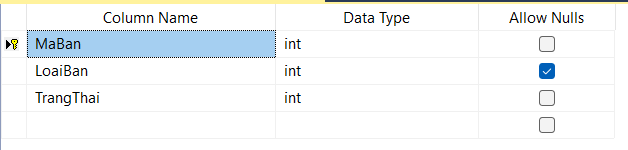 Column Name Data Type Allow Nulls
MaBan int
LoaiBan int
TrangThai int